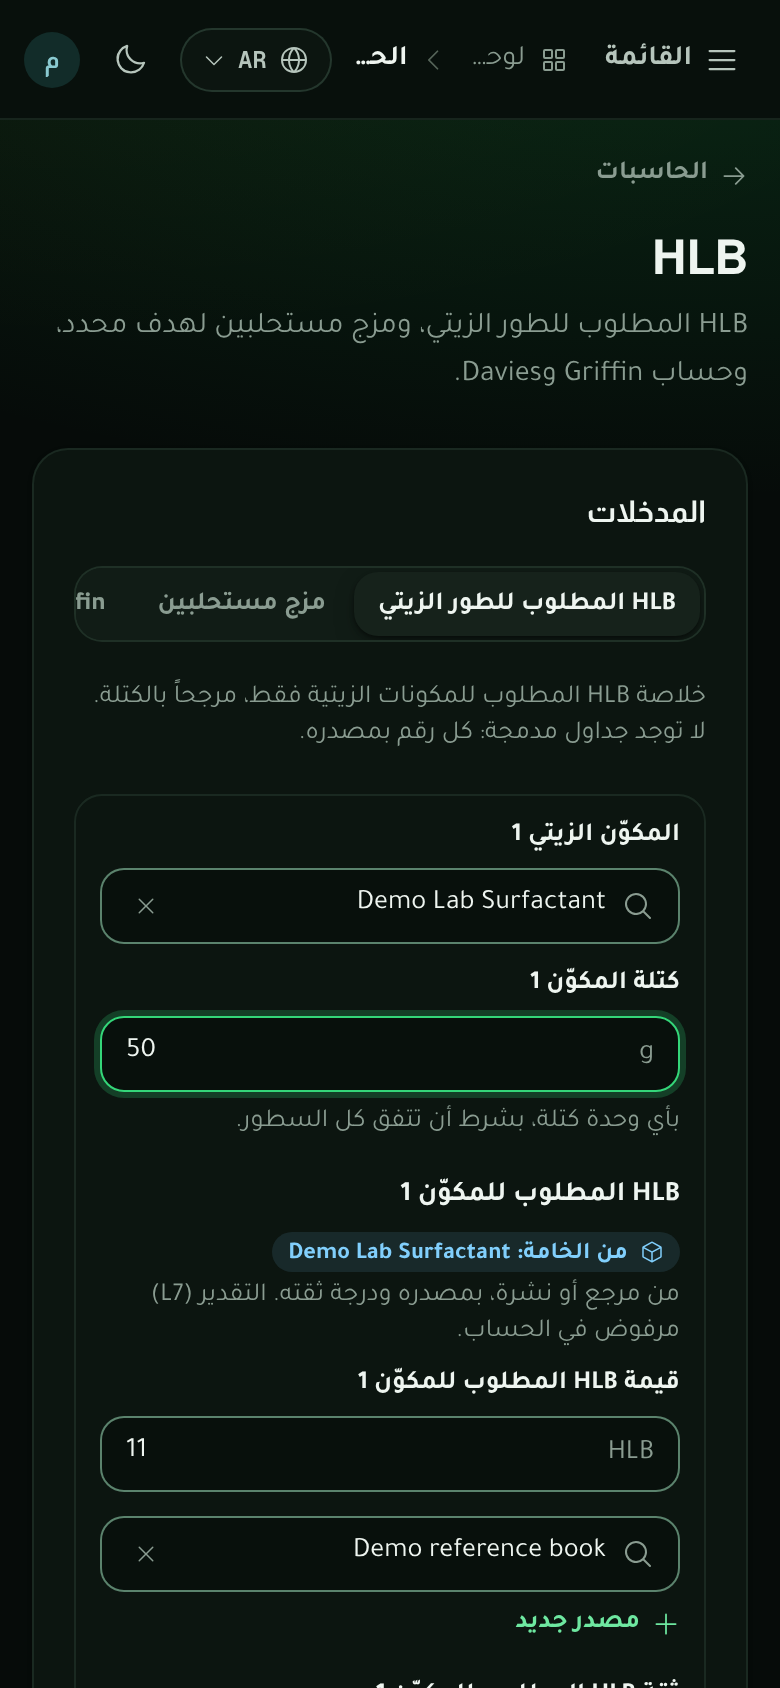 القائمة
لوحـ...
الحـ...
AR
م
الحاسبات
HLB
HLB المطلوب للطور الزيتي، ومزج مستحلبين لهدف محدد،
وحساب Griffin وDavies.
المدخلات
HLB المطلوب للطور الزيتي
مزج مستحلبين
fin
خلاصة HLB المطلوب للمكونات الزيتية فقط، مرجحاً بالكتلة.
لا توجد جداول مدمجة: كل رقم بمصدره.
المكوّن الزيتي 1
Demo Lab Surfactant
كتلة المكوّن 1
50 g
بأي وحدة كتلة، بشرط أن تتفق كل السطور.
HLB المطلوب للمكوّن 1
من الخامة: Demo Lab Surfactant
من مرجع أو نشرة، بمصدره ودرجة ثقته. التقدير (L7)
مرفوض في الحساب.
قيمة HLB المطلوب للمكوّن 1
11 HLB
Demo reference book
مصدر جديد